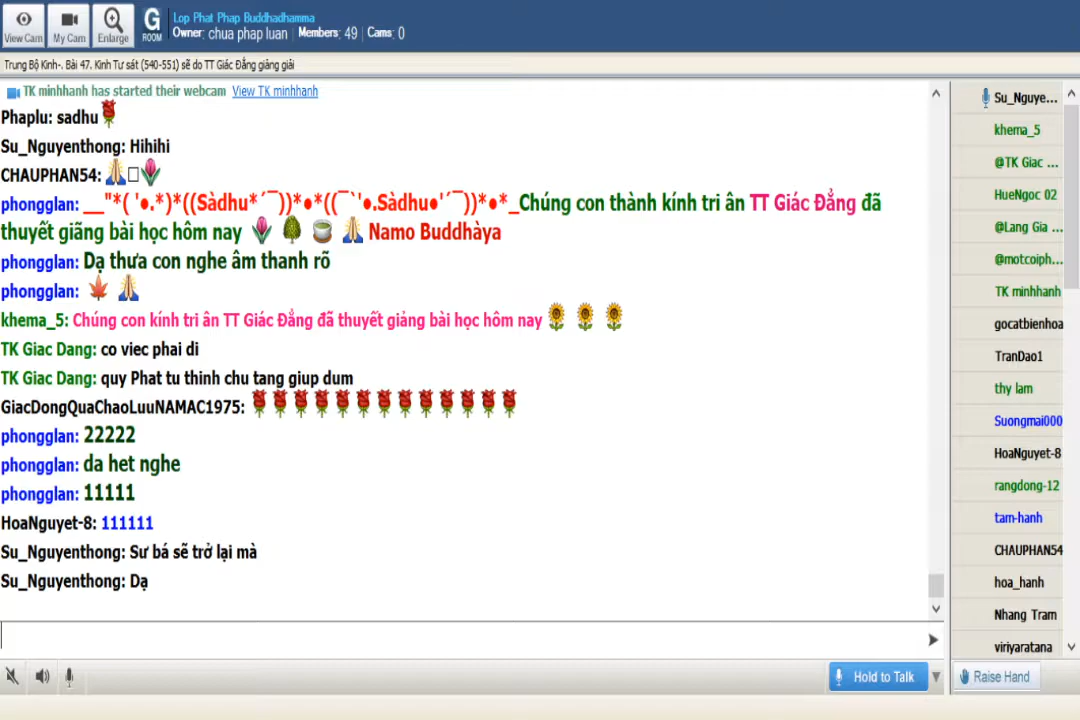 View Cam
My Cam
Enlarge
G
ROOM
Lop Phat Phap Buddhadhamma
Owner: chua phap luan | Members: 49 | Cams: 0
Trung Bộ Kinh-. Bài 47. Kinh Tư sát (540-551) sẽ do TT Giác Đẳng giảng giải
TK minhhanh has started their webcam View TK minhhanh
Phaplu: sadhu🌹
Su_Nguyenthong: Hihihi
CHAUPHAN54: 🙏□🌷
phongglan: __"*( '●.*)*((Sàdhu*´¯))*●*((¯`'●.Sàdhu●'´¯))*●*_Chúng con thành kính tri ân TT Giác Đẳng đã
thuyết giãng bài học hôm nay 🌷 🌳 🍵 🙏 Namo Buddhàya
phongglan: Dạ thưa con nghe âm thanh rõ
phongglan: 🍁 🙏
khema_5: Chúng con kính tri ân TT Giác Đẳng đã thuyết giảng bài học hôm nay🌻 🌻 🌻
TK Giac Dang: co viec phai di
TK Giac Dang: quy Phat tu thinh chu tang giup dum
GiacDongQuaChaoLuuNAMAC1975: 🌹🌹🌹🌹🌹🌹🌹🌹🌹🌹🌹🌹🌹
phongglan: 22222
phongglan: da het nghe
phongglan: 11111
HoaNguyet-8: 111111
Su_Nguyenthong: Sư bá sẽ trở lại mà
Su_Nguyenthong: Dạ
Hold to Talk
Su_Nguye...
khema_5
@TK Giac ...
HueNgoc 02
@Lang Gia ...
@motcoiph...
TK minhhanh
gocatbienhoa
TranDao1
thy lam
Suongmai000
HoaNguyet-8
rangdong-12
tam-hanh
CHAUPHAN54
hoa_hanh
Nhang Tram
viriyaratana
Raise Hand